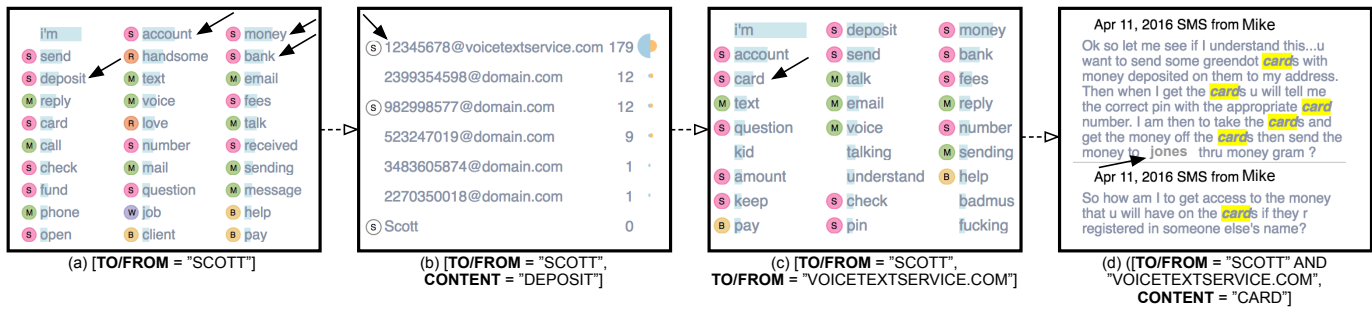 i'm S account S money
S send R handsome S bank
S deposit M text M email
M reply M voice S fees
S card R love M talk
M call S number S received
S check M mail M sending
S fund S question M message
M phone W job B help
S open B client B pay
(a) [TO/FROM = "SCOTT"]
S 12345678@voicetextservice.com 179
2399354598@domain.com 12
S 982998577@domain.com 12
523247019@domain.com 9
3483605874@domain.com 1
2270350018@domain.com 1
S Scott 0
(b) [TO/FROM = "SCOTT",
CONTENT = "DEPOSIT"]
i'm S deposit S money
S account S send S bank
S card M talk S fees
M text M email M reply
S question M voice S number
kid talking M sending
S amount understand B help
S keep S check badmus
B pay S pin fucking
(c) [TO/FROM = "SCOTT",
TO/FROM = "VOICETEXTSERVICE.COM"]
Apr 11, 2016 SMS from Mike
Ok so let me see if I understand this...u
want to send some greendot cards with
money deposited on them to my address.
Then when I get the cards u will tell me
the correct pin with the appropriate card
number. I am then to take the cards and
get the money off the cards then send the
money to jones thru money gram ?
Apr 11, 2016 SMS from Mike
So how am I to get access to the money
that u will have on the cards if they r
registered in someone else's name?
(d) ([TO/FROM = "SCOTT" AND
"VOICETEXTSERVICE.COM",
CONTENT = "CARD"]